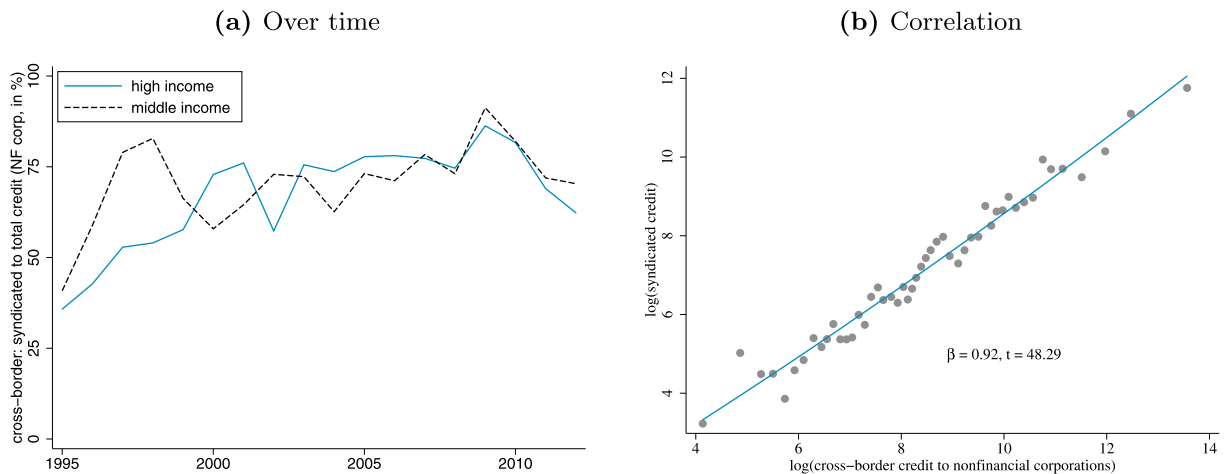 (a) Over time
cross−border: syndicated to total credit (NF corp, in %)
100
75
50
25
0
high income
middle income
1995
2000
2005
2010
(b) Correlation
log(syndicated credit)
12
10
8
6
4
β = 0.92, t = 48.29
4
6
8
10
12
14
log(cross−border credit to nonfinancial corporations)